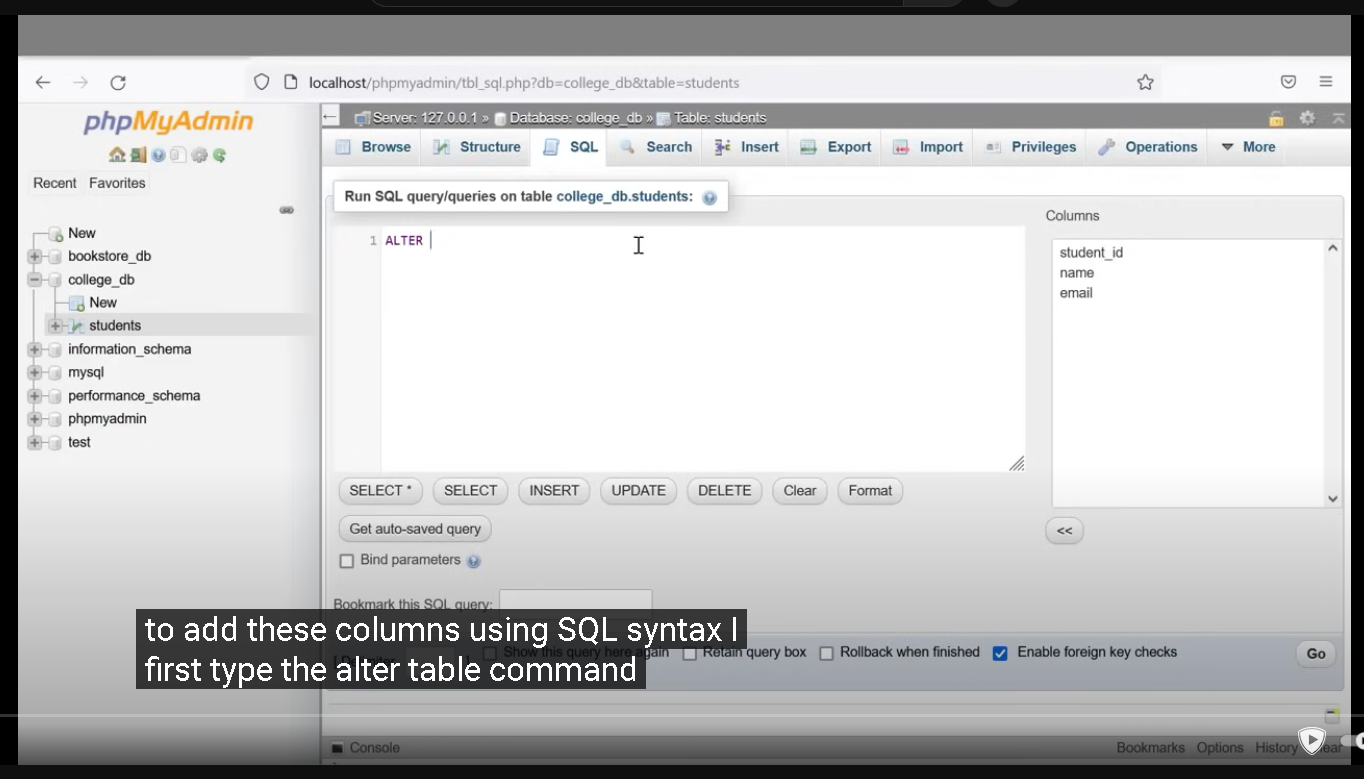 localhost/phpmyadmin/tbl_sql.php?db=college_db&table=students
phpMyAdmin
Recent Favorites
New
bookstore_db
college_db
New
students
information_schema
mysql
performance_schema
phpmyadmin
test
Server: 127.0.0.1 » Database: college_db » Table: students
Browse Structure SQL Search Insert Export Import Privileges Operations More
Run SQL query/queries on table college_db.students:
1 ALTER
Columns
student_id
name
email
SELECT * SELECT INSERT UPDATE DELETE Clear Format
Get auto-saved query
<<
Bind parameters
Bookmark this SQL query:
Show this query here again Retain query box Rollback when finished Enable foreign key checks Go
to add these columns using SQL syntax I
first type the alter table command
Console Bookmarks Options History